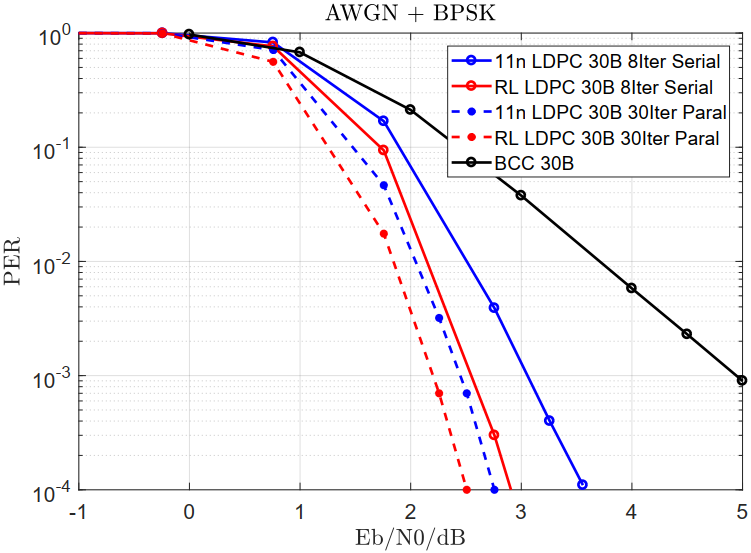 AWGN + BPSK
10^0
11n LDPC 30B 8Iter Serial
RL LDPC 30B 8Iter Serial
11n LDPC 30B 30Iter Paral
RL LDPC 30B 30Iter Paral
BCC 30B
10^-1
PER
10^-2
10^-3
10^-4
-1 0 1 2 3 4 5
Eb/N0/dB